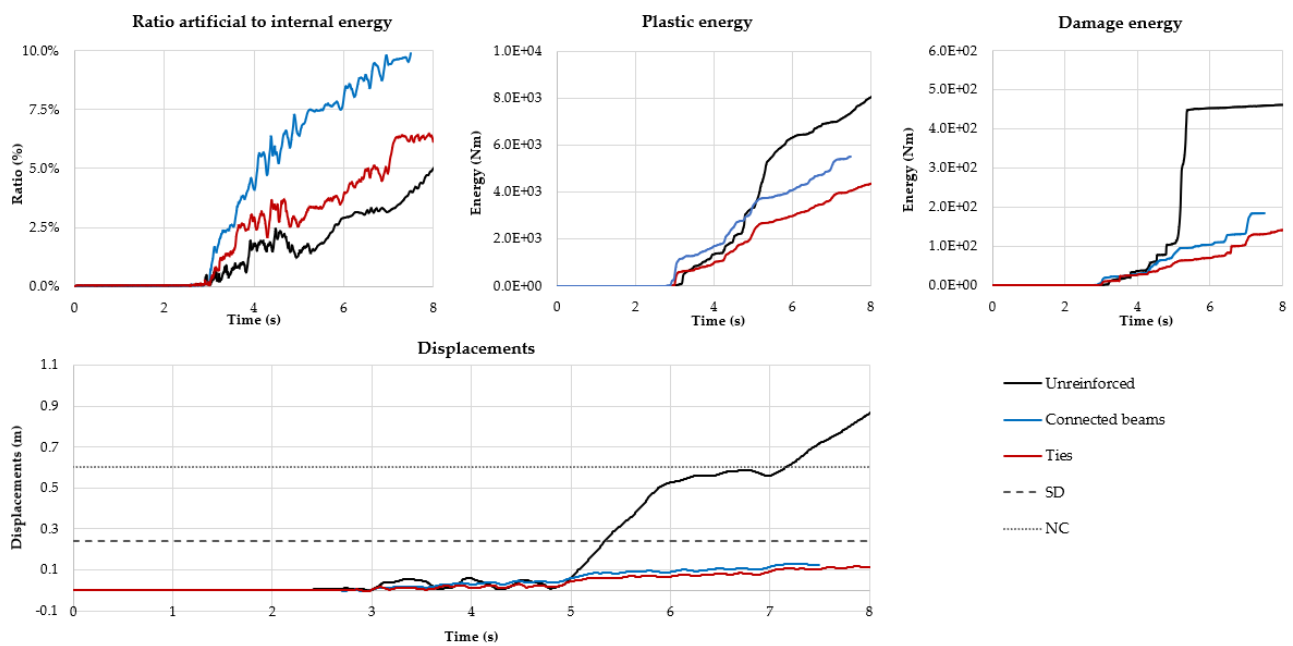 Ratio artificial to internal energy
10.0%
7.5%
5.0%
2.5%
0.0%
Ratio (%)
0 2 4 6 8
Time (s)
Plastic energy
1.0E+04
8.0E+03
6.0E+03
4.0E+03
2.0E+03
0.0E+00
Energy (Nm)
0 2 4 6 8
Time (s)
Damage energy
6.0E+02
5.0E+02
4.0E+02
3.0E+02
2.0E+02
1.0E+02
0.0E+00
Energy (Nm)
0 2 4 6 8
Time (s)
Displacements
1.1
0.9
0.7
0.5
0.3
0.1
-0.1
Displacements (m)
0 1 2 3 4 5 6 7 8
Time (s)
Unreinforced
Connected beams
Ties
SD
NC